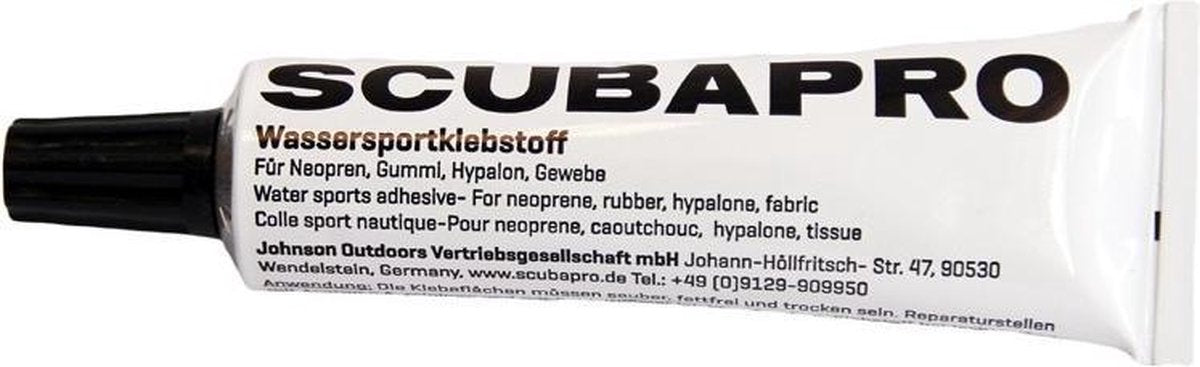 SCUBAPRO
Wassersportklebstoff
Für Neopren, Gummi, Hypalon, Gewebe
Water sports adhesive- For neoprene, rubber, hypalone, fabric
Colle sport nautique-Pour neoprene, caoutchouc, hypalone, tissue
Johnson Outdoors Vertriebsgesellschaft mbH Johann-Höllfritsch- Str. 47, 90530
Wendelstein, Germany, www.scubapro.de Tel.: +49 (0)9129-909950
Anwendung: Die Klebeflächen müssen sauber, fettfrei und trocken sein. Reparaturstellen